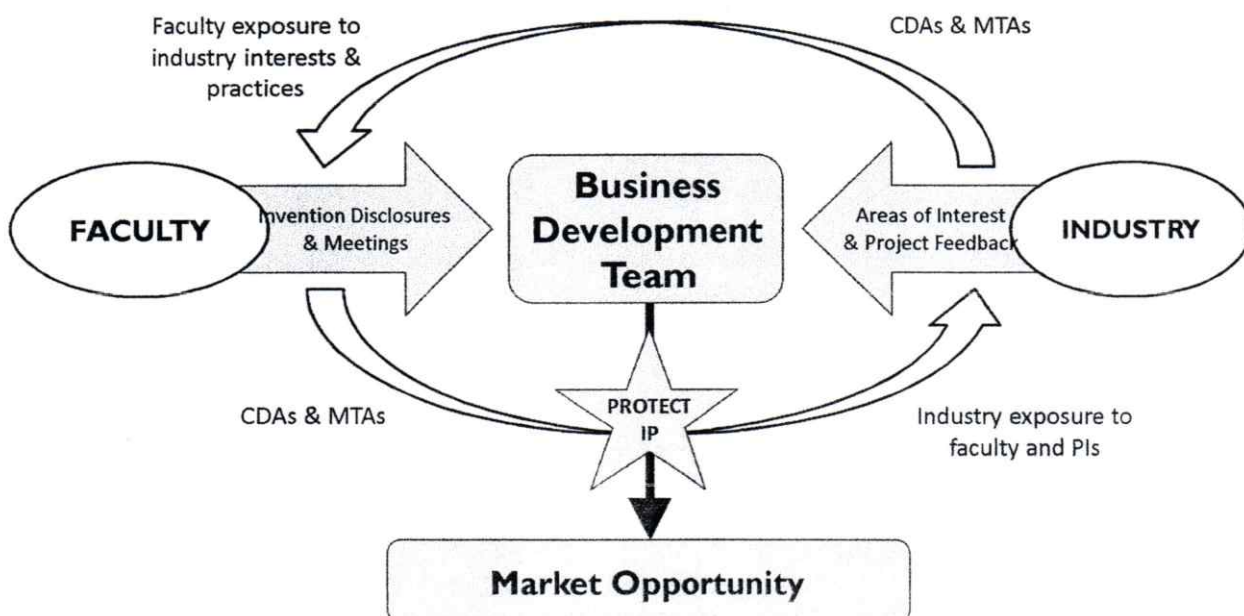 Faculty exposure to
industry interests &
practices
CDAs & MTAs
FACULTY
Invention Disclosures
& Meetings
Business
Development
Team
Areas of Interest
& Project Feedback
INDUSTRY
CDAs & MTAs
PROTECT
IP
Industry exposure to
faculty and PIs
Market Opportunity